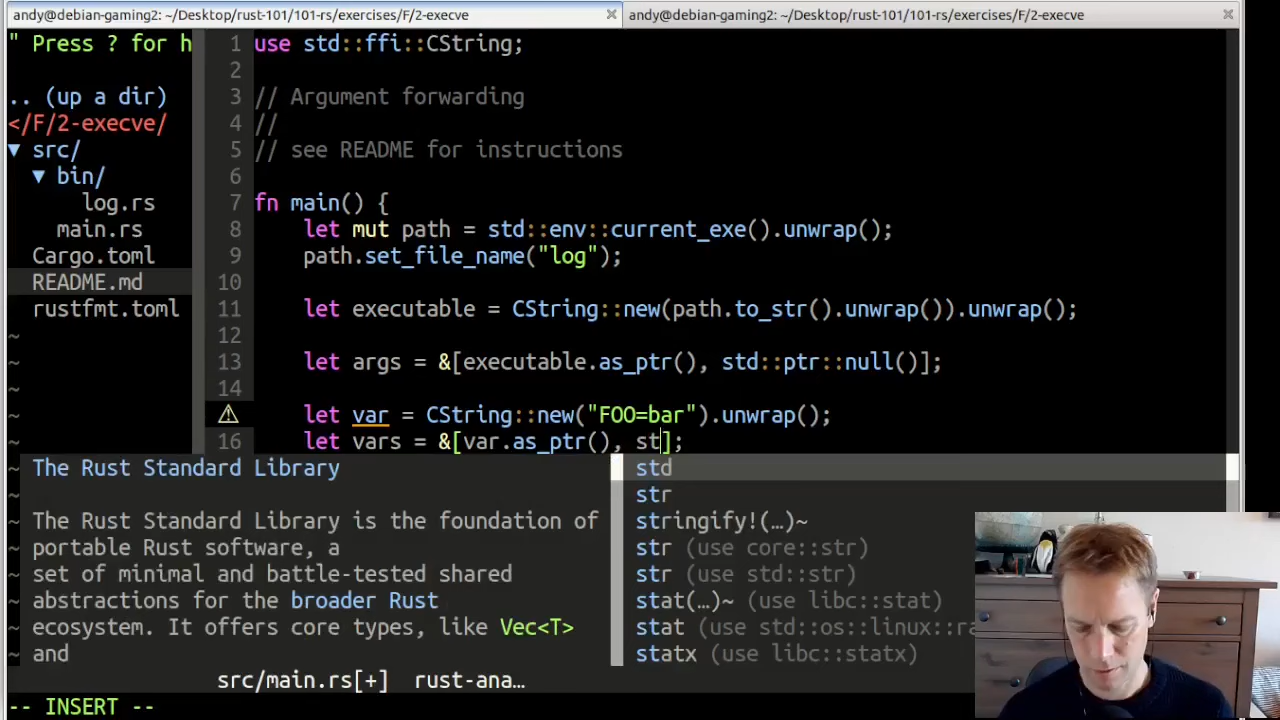 andy@debian-gaming2: ~/Desktop/rust-101/101-rs/exercises/F/2-execve
andy@debian-gaming2: ~/Desktop/rust-101/101-rs/exercises/F/2-execve
" Press ? for h
.. (up a dir)
</F/2-execve/
▼ src/
▼ bin/
log.rs
main.rs
Cargo.toml
README.md
rustfmt.toml
~
~
~
~
~
1 use std::ffi::CString;
2
3 // Argument forwarding
4 //
5 // see README for instructions
6
7 fn main() {
8 let mut path = std::env::current_exe().unwrap();
9 path.set_file_name("log");
10
11 let executable = CString::new(path.to_str().unwrap()).unwrap();
12
13 let args = &[executable.as_ptr(), std::ptr::null()];
14
⚠ let var = CString::new("FOO=bar").unwrap();
16 let vars = &[var.as_ptr(), st];
~ The Rust Standard Library
~
~ The Rust Standard Library is the foundation of
~ portable Rust software, a
~ set of minimal and battle-tested shared
~ abstractions for the broader Rust
~ ecosystem. It offers core types, like Vec<T>
~ and
std
str
stringify!(…)~
str (use core::str)
str (use std::str)
stat(…)~ (use libc::stat)
stat (use std::os::linux::ra
statx (use libc::statx)
src/main.rs[+] rust-ana…
-- INSERT --